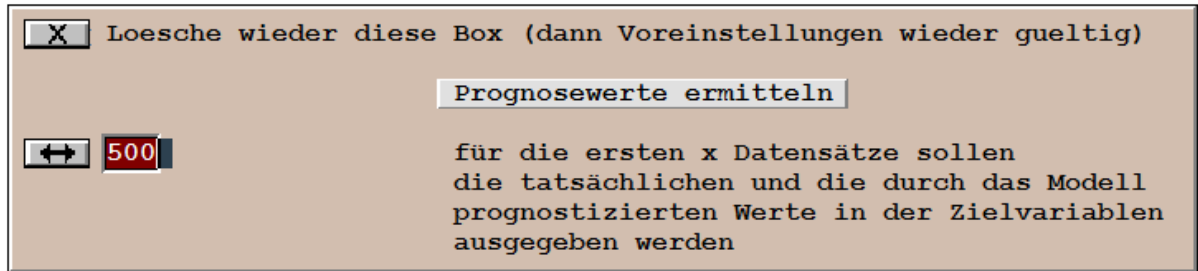 X Loesche wieder diese Box (dann Voreinstellungen wieder gueltig)
Prognosewerte ermitteln
500 für die ersten x Datensätze sollen
die tatsächlichen und die durch das Modell
prognostizierten Werte in der Zielvariablen
ausgegeben werden